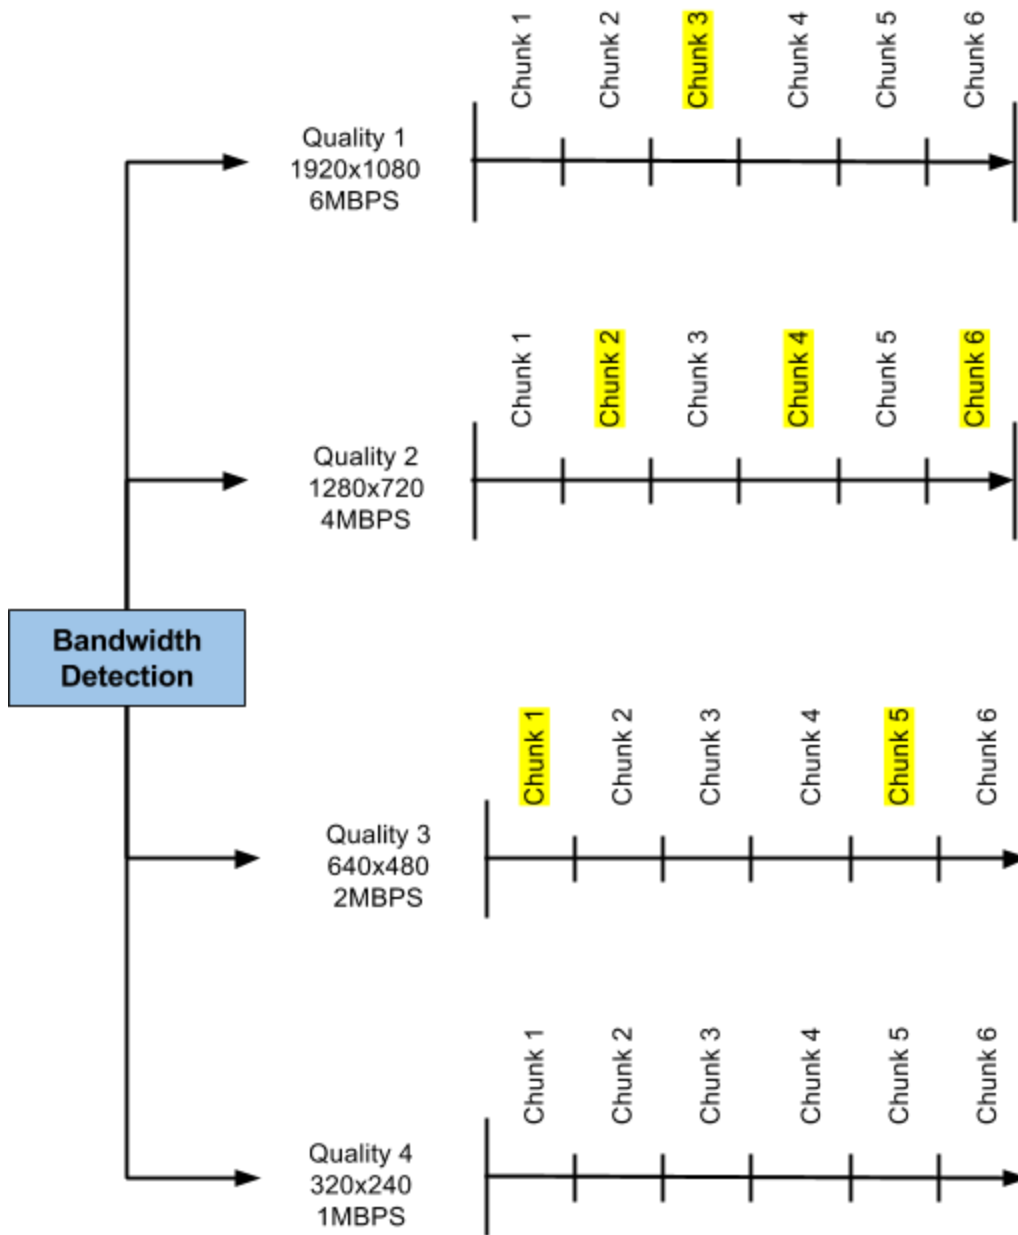 Chunk 1
Chunk 2
Chunk 3
Chunk 4
Chunk 5
Chunk 6
Quality 1
1920x1080
6MBPS
Chunk 1
Chunk 2
Chunk 3
Chunk 4
Chunk 5
Chunk 6
Quality 2
1280x720
4MBPS
Bandwidth
Detection
Chunk 1
Chunk 2
Chunk 3
Chunk 4
Chunk 5
Chunk 6
Quality 3
640x480
2MBPS
Chunk 1
Chunk 2
Chunk 3
Chunk 4
Chunk 5
Chunk 6
Quality 4
320x240
1MBPS